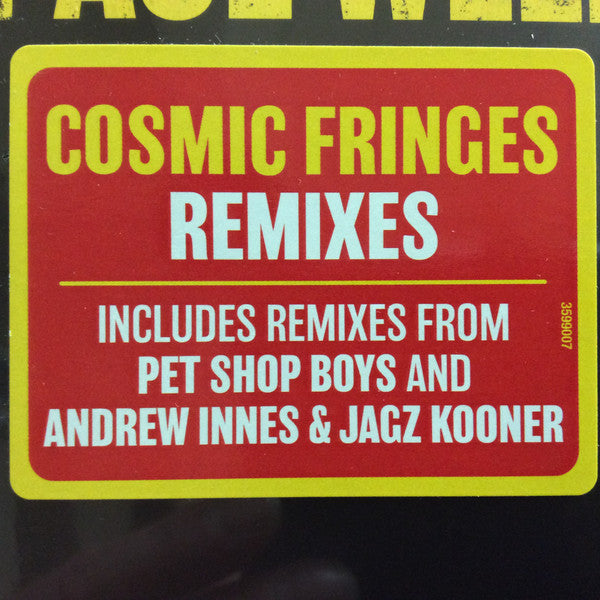 COSMIC FRINGES
REMIXES
INCLUDES REMIXES FROM
PET SHOP BOYS AND
ANDREW INNES & JAGZ KOONER
3599007